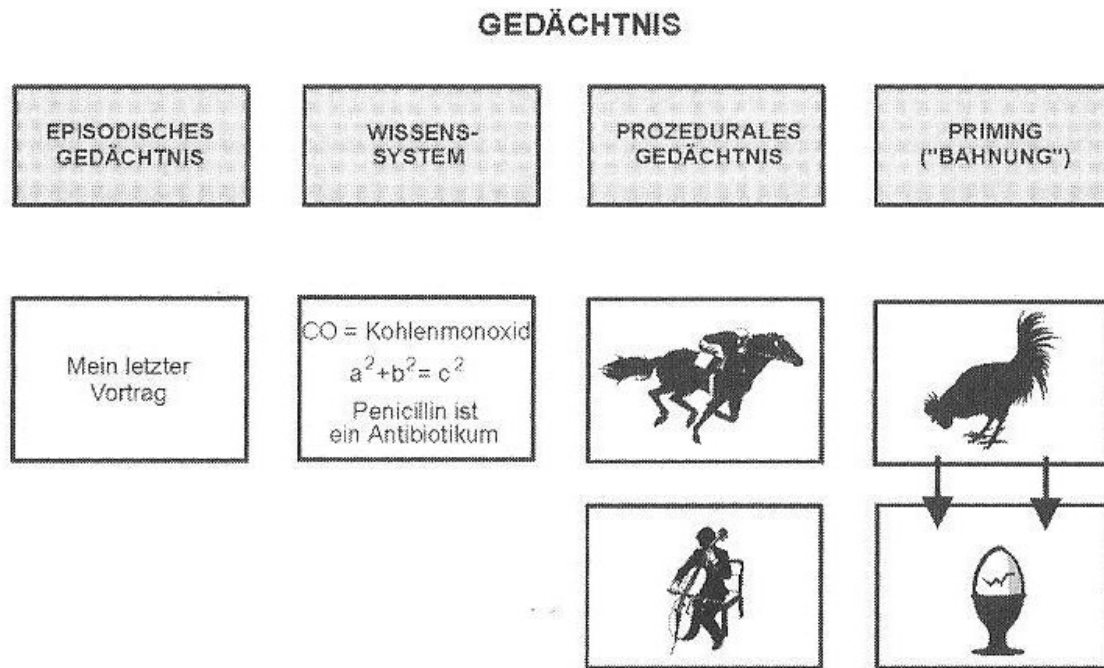 GEDÄCHTNIS
EPISODISCHES
GEDÄCHTNIS
WISSENS-
SYSTEM
PROZEDURALES
GEDÄCHTNIS
PRIMING
("BAHNUNG")
Mein letzter
Vortrag
CO = Kohlenmonoxid
a²+b²= c²
Penicillin ist
ein Antibiotikum